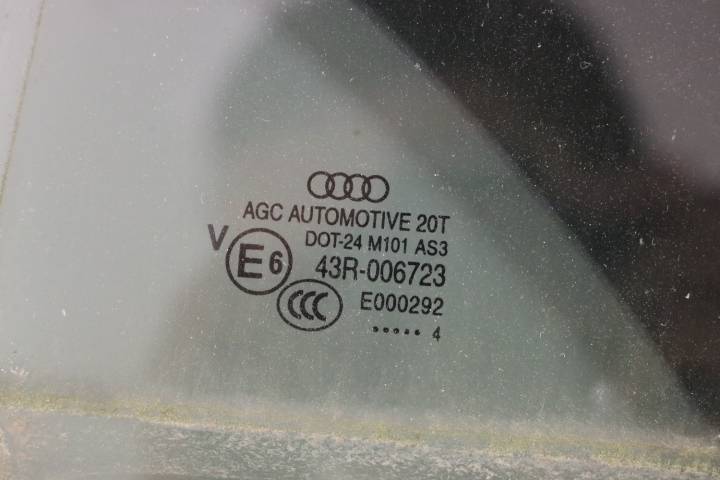 AGC AUTOMOTIVE 20T
DOT-24 M101 AS3
V
E6 43R-006723
CCC E000292
..... 4